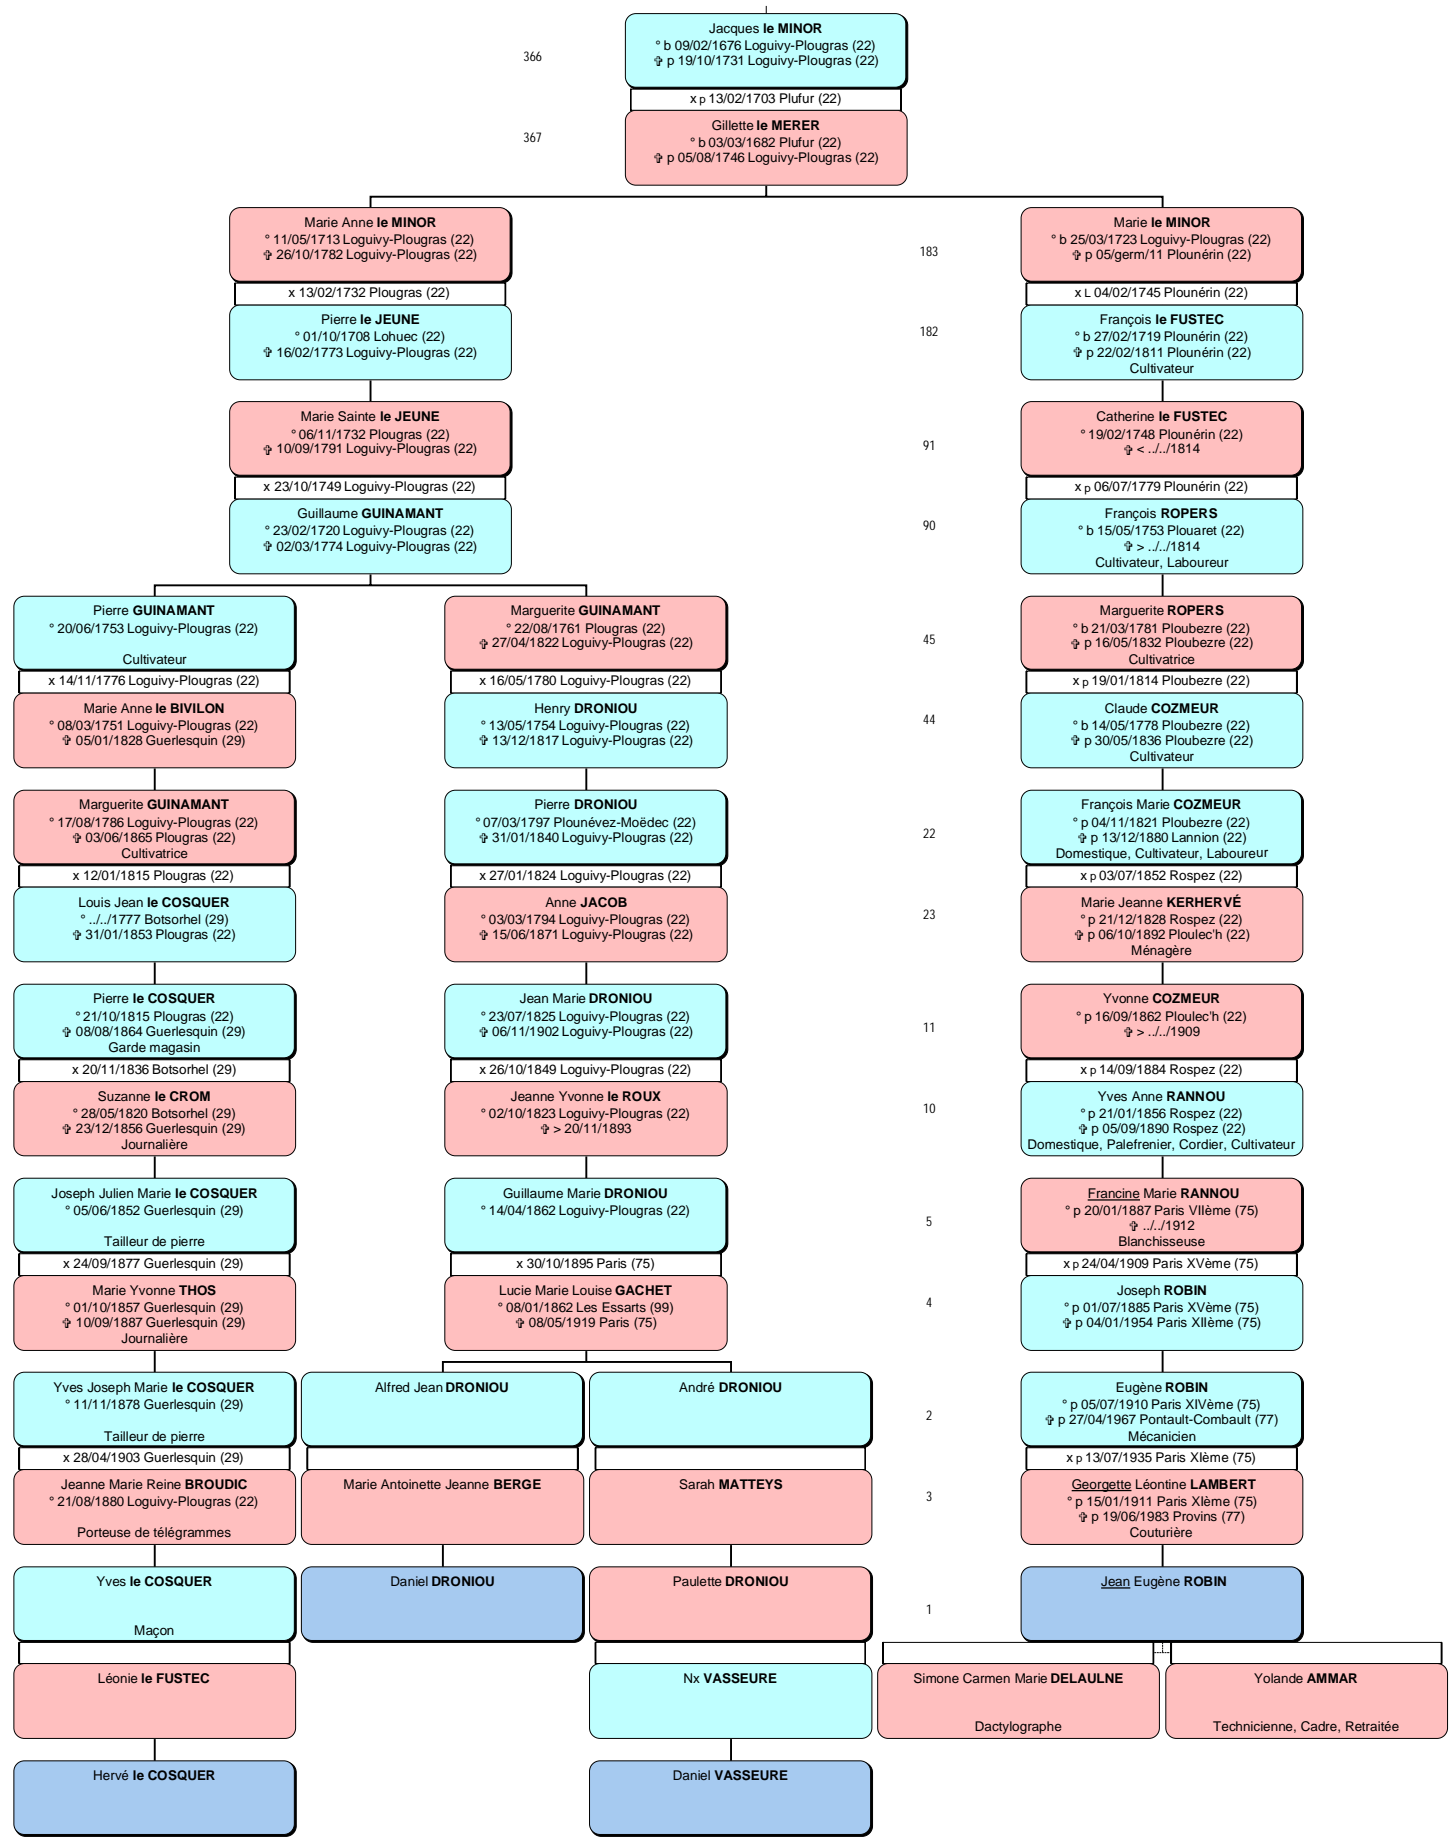 Jacques le MINOR
° b 09/02/1676 Loguivy-Plougras (22)
✞ p 19/10/1731 Loguivy-Plougras (22)
366
x p 13/02/1703 Plufur (22)
Gillette le MERER
° b 03/03/1682 Plufur (22)
✞ p 05/08/1746 Loguivy-Plougras (22)
367
Marie Anne le MINOR
° 11/05/1713 Loguivy-Plougras (22)
✞ 26/10/1782 Loguivy-Plougras (22)
x 13/02/1732 Plougras (22)
Pierre le JEUNE
° 01/10/1708 Lohuec (22)
✞ 16/02/1773 Loguivy-Plougras (22)
183
Marie le MINOR
° b 25/03/1723 Loguivy-Plougras (22)
✞ p 05/germ/11 Plounérin (22)
x L 04/02/1745 Plounérin (22)
182
François le FUSTEC
° b 27/02/1719 Plounérin (22)
✞ p 22/02/1811 Plounérin (22)
Cultivateur
Marie Sainte le JEUNE
° 06/11/1732 Plougras (22)
✞ 10/09/1791 Loguivy-Plougras (22)
x 23/10/1749 Loguivy-Plougras (22)
Guillaume GUINAMANT
° 23/02/1720 Loguivy-Plougras (22)
✞ 02/03/1774 Loguivy-Plougras (22)
91
Catherine le FUSTEC
° 19/02/1748 Plounérin (22)
✞ < ../../1814
x p 06/07/1779 Plounérin (22)
90
François ROPERS
° b 15/05/1753 Plouaret (22)
✞ > ../../1814
Cultivateur, Laboureur
Pierre GUINAMANT
° 20/06/1753 Loguivy-Plougras (22)
Cultivateur
x 14/11/1776 Loguivy-Plougras (22)
Marie Anne le BIVILON
° 08/03/1751 Loguivy-Plougras (22)
✞ 05/01/1828 Guerlesquin (29)
Marguerite GUINAMANT
° 22/08/1761 Plougras (22)
✞ 27/04/1822 Loguivy-Plougras (22)
x 16/05/1780 Loguivy-Plougras (22)
Henry DRONIOU
° 13/05/1754 Loguivy-Plougras (22)
✞ 13/12/1817 Loguivy-Plougras (22)
45
Marguerite ROPERS
° b 21/03/1781 Ploubezre (22)
✞ p 16/05/1832 Ploubezre (22)
Cultivatrice
x p 19/01/1814 Ploubezre (22)
44
Claude COZMEUR
° b 14/05/1778 Ploubezre (22)
✞ p 30/05/1836 Ploubezre (22)
Cultivateur
Marguerite GUINAMANT
° 17/08/1786 Loguivy-Plougras (22)
✞ 03/06/1865 Plougras (22)
Cultivatrice
x 12/01/1815 Plougras (22)
Louis Jean le COSQUER
° ../../1777 Botsorhel (29)
✞ 31/01/1853 Plougras (22)
Pierre DRONIOU
° 07/03/1797 Plounévez-Moëdec (22)
✞ 31/01/1840 Loguivy-Plougras (22)
x 27/01/1824 Loguivy-Plougras (22)
Anne JACOB
° 03/03/1794 Loguivy-Plougras (22)
✞ 15/06/1871 Loguivy-Plougras (22)
22
François Marie COZMEUR
° p 04/11/1821 Ploubezre (22)
✞ p 13/12/1880 Lannion (22)
Domestique, Cultivateur, Laboureur
x p 03/07/1852 Rospez (22)
23
Marie Jeanne KERHERVÉ
° p 21/12/1828 Rospez (22)
✞ p 06/10/1892 Ploulec'h (22)
Ménagère
Pierre le COSQUER
° 21/10/1815 Plougras (22)
✞ 08/08/1864 Guerlesquin (29)
Garde magasin
x 20/11/1836 Botsorhel (29)
Suzanne le CROM
° 28/05/1820 Botsorhel (29)
✞ 23/12/1856 Guerlesquin (29)
Journalière
Jean Marie DRONIOU
° 23/07/1825 Loguivy-Plougras (22)
✞ 06/11/1902 Loguivy-Plougras (22)
x 26/10/1849 Loguivy-Plougras (22)
Jeanne Yvonne le ROUX
° 02/10/1823 Loguivy-Plougras (22)
✞ > 20/11/1893
11
Yvonne COZMEUR
° p 16/09/1862 Ploulec'h (22)
✞ > ../../1909
x p 14/09/1884 Rospez (22)
10
Yves Anne RANNOU
° p 21/01/1856 Rospez (22)
✞ p 05/09/1890 Rospez (22)
Domestique, Palefrenier, Cordier, Cultivateur
Joseph Julien Marie le COSQUER
° 05/06/1852 Guerlesquin (29)
Tailleur de pierre
x 24/09/1877 Guerlesquin (29)
Marie Yvonne THOS
° 01/10/1857 Guerlesquin (29)
✞ 10/09/1887 Guerlesquin (29)
Journalière
Guillaume Marie DRONIOU
° 14/04/1862 Loguivy-Plougras (22)
x 30/10/1895 Paris (75)
Lucie Marie Louise GACHET
° 08/01/1862 Les Essarts (99)
✞ 08/05/1919 Paris (75)
5
Francine Marie RANNOU
° p 20/01/1887 Paris VIIème (75)
✞ ../../1912
Blanchisseuse
x p 24/04/1909 Paris XVème (75)
4
Joseph ROBIN
° p 01/07/1885 Paris XVème (75)
✞ p 04/01/1954 Paris XIIème (75)
Yves Joseph Marie le COSQUER
° 11/11/1878 Guerlesquin (29)
Tailleur de pierre
x 28/04/1903 Guerlesquin (29)
Jeanne Marie Reine BROUDIC
° 21/08/1880 Loguivy-Plougras (22)
Porteuse de télégrammes
Alfred Jean DRONIOU
Marie Antoinette Jeanne BERGE
André DRONIOU
Sarah MATTEYS
2
Eugène ROBIN
° p 05/07/1910 Paris XIVème (75)
✞ p 27/04/1967 Pontault-Combault (77)
Mécanicien
x p 13/07/1935 Paris XIème (75)
3
Georgette Léontine LAMBERT
° p 15/01/1911 Paris XIème (75)
✞ p 19/06/1983 Provins (77)
Couturière
Yves le COSQUER
Maçon
Léonie le FUSTEC
Daniel DRONIOU
Paulette DRONIOU
Nx VASSEURE
1
Jean Eugène ROBIN
Simone Carmen Marie DELAULNE
Dactylographe
Yolande AMMAR
Technicienne, Cadre, Retraitée
Hervé le COSQUER
Daniel VASSEURE